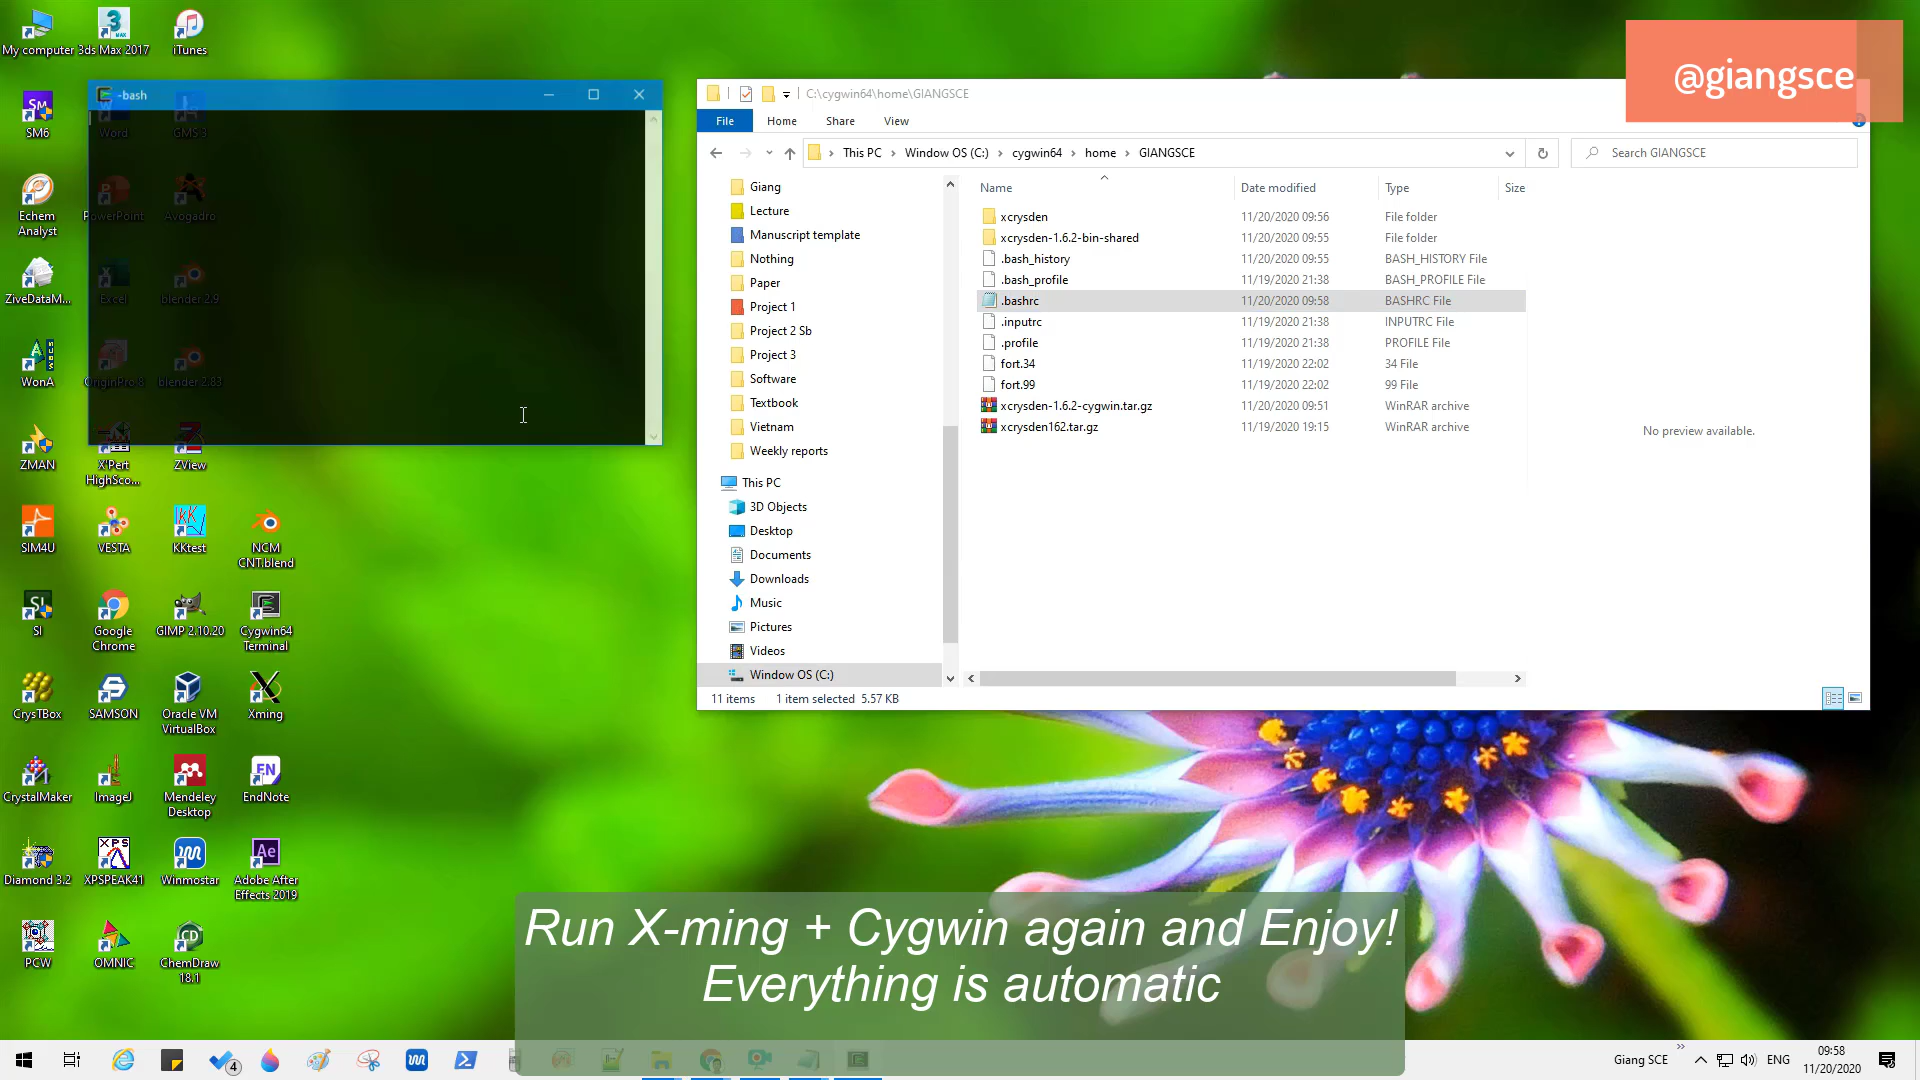 My computer
3ds Max 2017
iTunes
SM6
Word
GMS 3
Echem
Analyst
PowerPoint
Avogadro
ZiveDataM...
Excel
blender 2.9
WonA
OriginPro 8
blender 2.83
ZMAN
X'Pert
HighSco...
ZView
SIM4U
VESTA
KKtest
NCM
CNT.blend
SI
Google
Chrome
GIMP 2.10.20
Cygwin64
Terminal
CrysTBox
SAMSON
Oracle VM
VirtualBox
Xming
CrystalMaker
ImageJ
Mendeley
Desktop
EndNote
Diamond 3.2
XPSPEAK41
Winmostar
Adobe After
Effects 2019
PCW
OMNIC
ChemDraw
18.1
-bash
C:\cygwin64\home\GIANGSCE
@giangsce
File Home Share View
This PC > Window OS (C:) > cygwin64 > home > GIANGSCE
Search GIANGSCE
Giang
Lecture
Manuscript template
Nothing
Paper
Project 1
Project 2 Sb
Project 3
Software
Textbook
Vietnam
Weekly reports
This PC
3D Objects
Desktop
Documents
Downloads
Music
Pictures
Videos
Window OS (C:)
Name Date modified Type Size
xcrysden 11/20/2020 09:56 File folder
xcrysden-1.6.2-bin-shared 11/20/2020 09:55 File folder
.bash_history 11/20/2020 09:55 BASH_HISTORY File
.bash_profile 11/19/2020 21:38 BASH_PROFILE File
.bashrc 11/20/2020 09:58 BASHRC File
.inputrc 11/19/2020 21:38 INPUTRC File
.profile 11/19/2020 21:38 PROFILE File
fort.34 11/19/2020 22:02 34 File
fort.99 11/19/2020 22:02 99 File
xcrysden-1.6.2-cygwin.tar.gz 11/20/2020 09:51 WinRAR archive
xcrysden162.tar.gz 11/19/2020 19:15 WinRAR archive
No preview available.
11 items 1 item selected 5.57 KB
Run X-ming + Cygwin again and Enjoy!
Everything is automatic
4
Giang SCE
ENG
09:58
11/20/2020